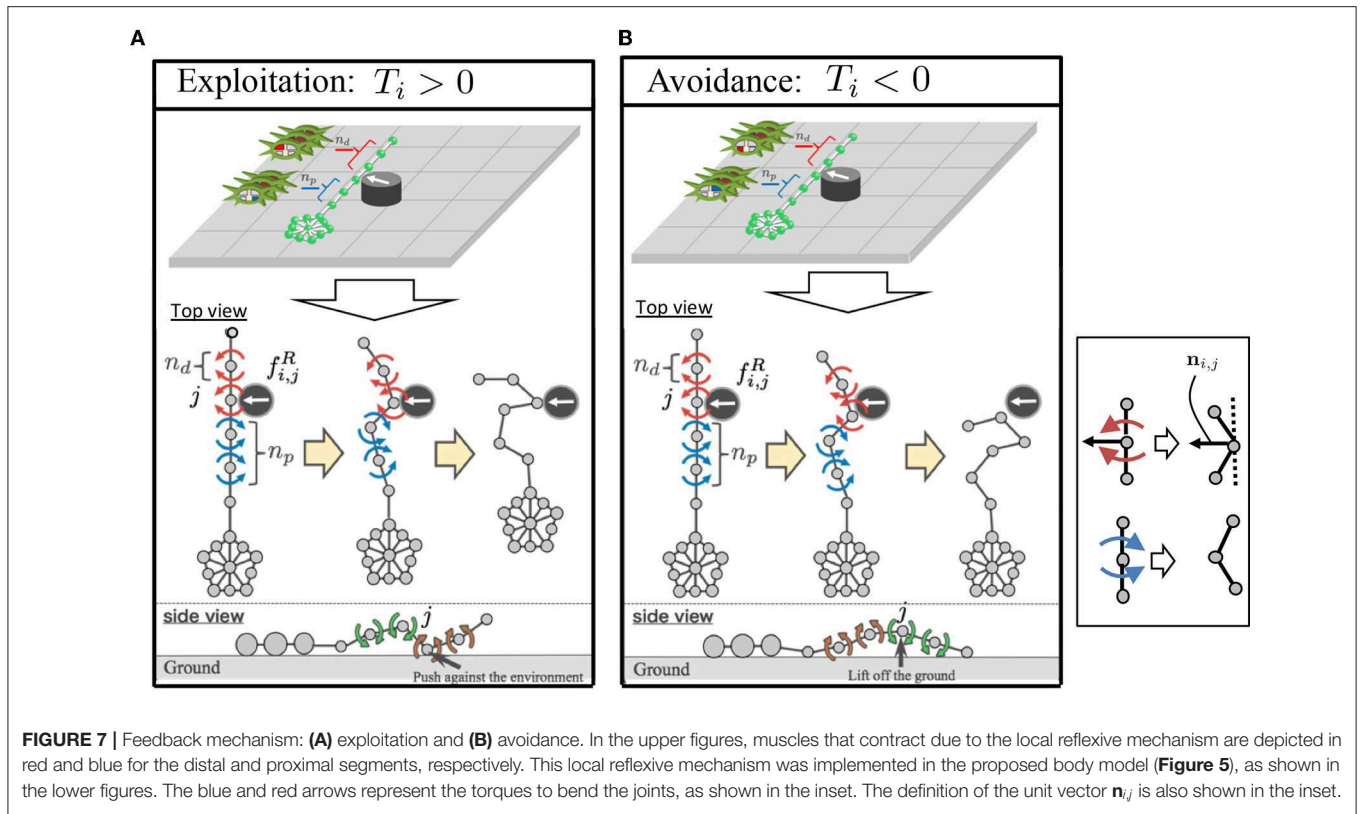 A
B
Exploitation: T_i > 0
Avoidance: T_i < 0
n_d
n_p
n_d
n_p
Top view
n_d
f^R_{i,j}
j
n_p
side view
j
Ground
Push against the environment
Top view
n_d
f^R_{i,j}
j
n_p
side view
j
Ground
Lift off the ground
n_{i,j}
FIGURE 7 | Feedback mechanism: (A) exploitation and (B) avoidance. In the upper figures, muscles that contract due to the local reflexive mechanism are depicted in
red and blue for the distal and proximal segments, respectively. This local reflexive mechanism was implemented in the proposed body model (Figure 5), as shown in
the lower figures. The blue and red arrows represent the torques to bend the joints, as shown in the inset. The definition of the unit vector n_{i,j} is also shown in the inset.